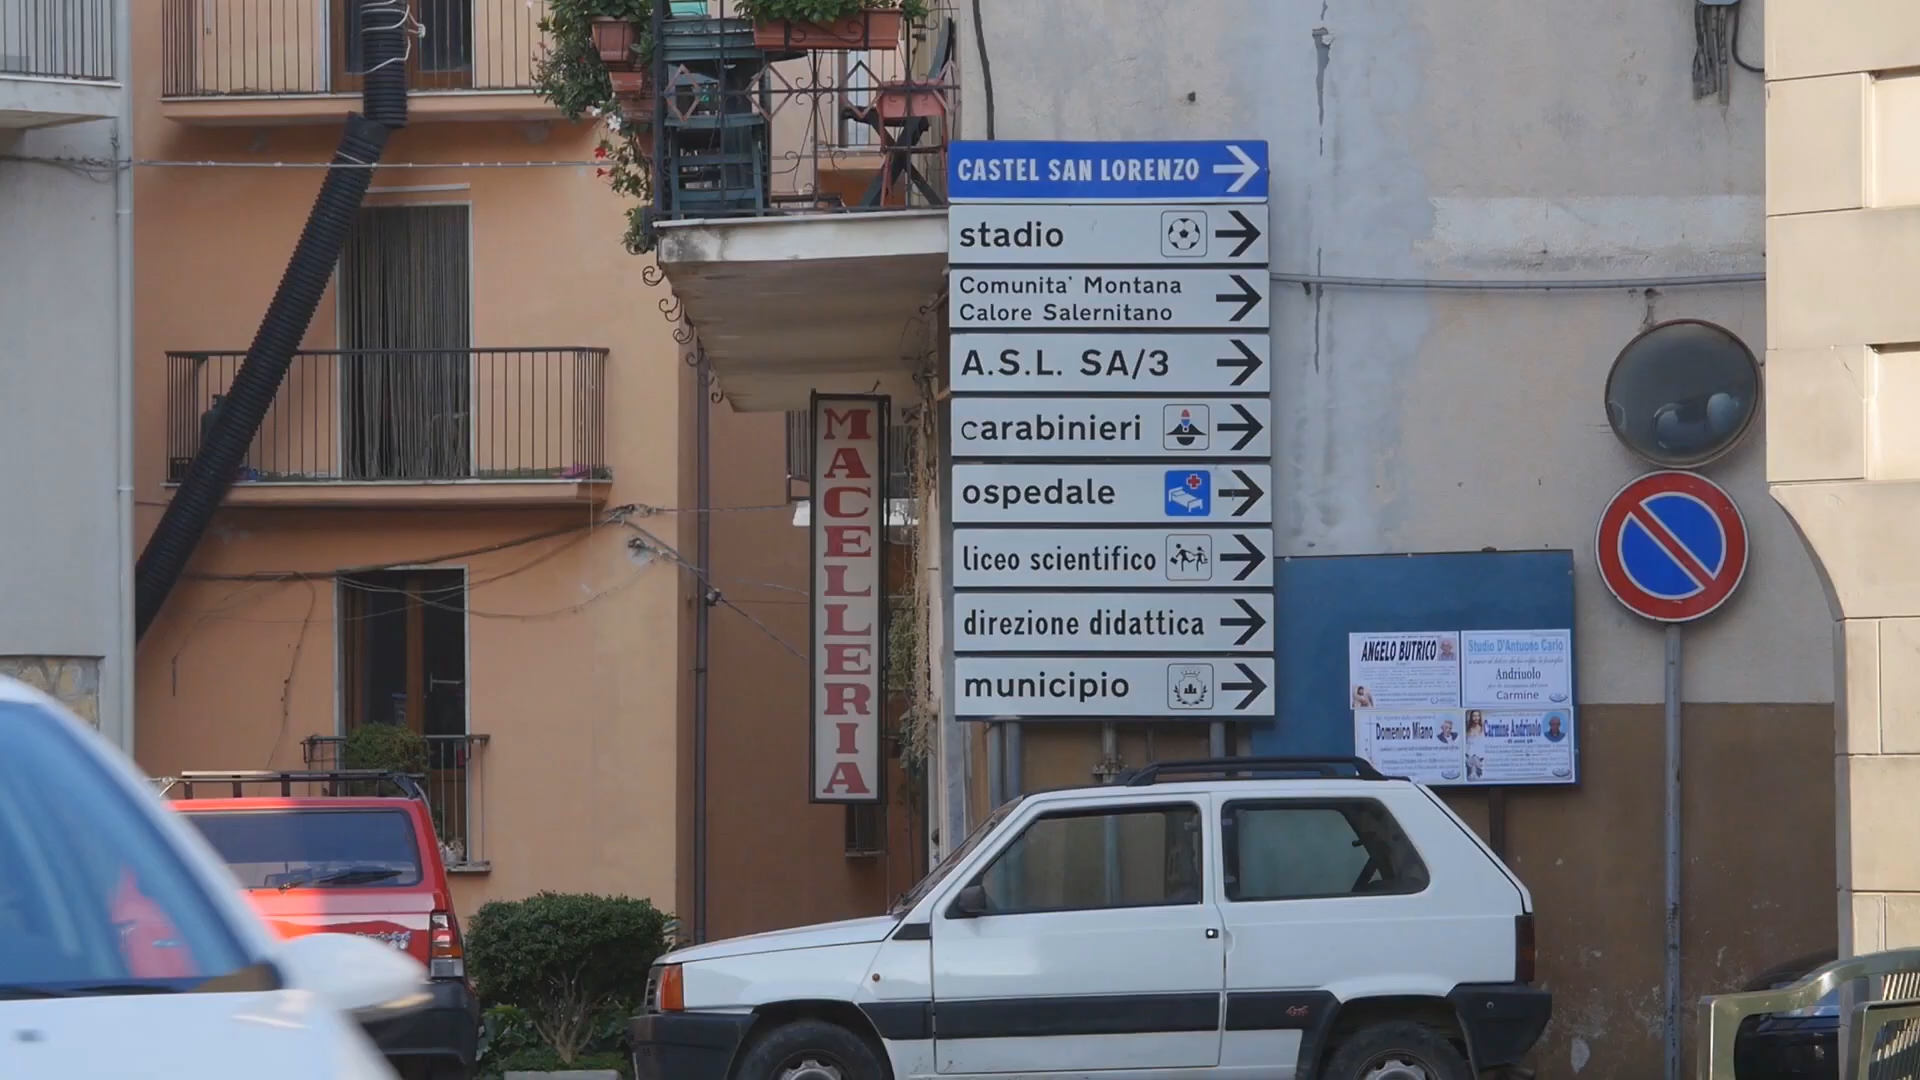 CASTEL SAN LORENZO
stadio
Comunita' Montana
Calore Salernitano
A.S.L. SA/3
carabinieri
ospedale
liceo scientifico
direzione didattica
municipio
MACELLERIA
ANGELO BUTRICO
Studio D'Antuono Carlo
Andriuolo
Carmine
Domenico Miano
Carmine Andriuolo
4x4